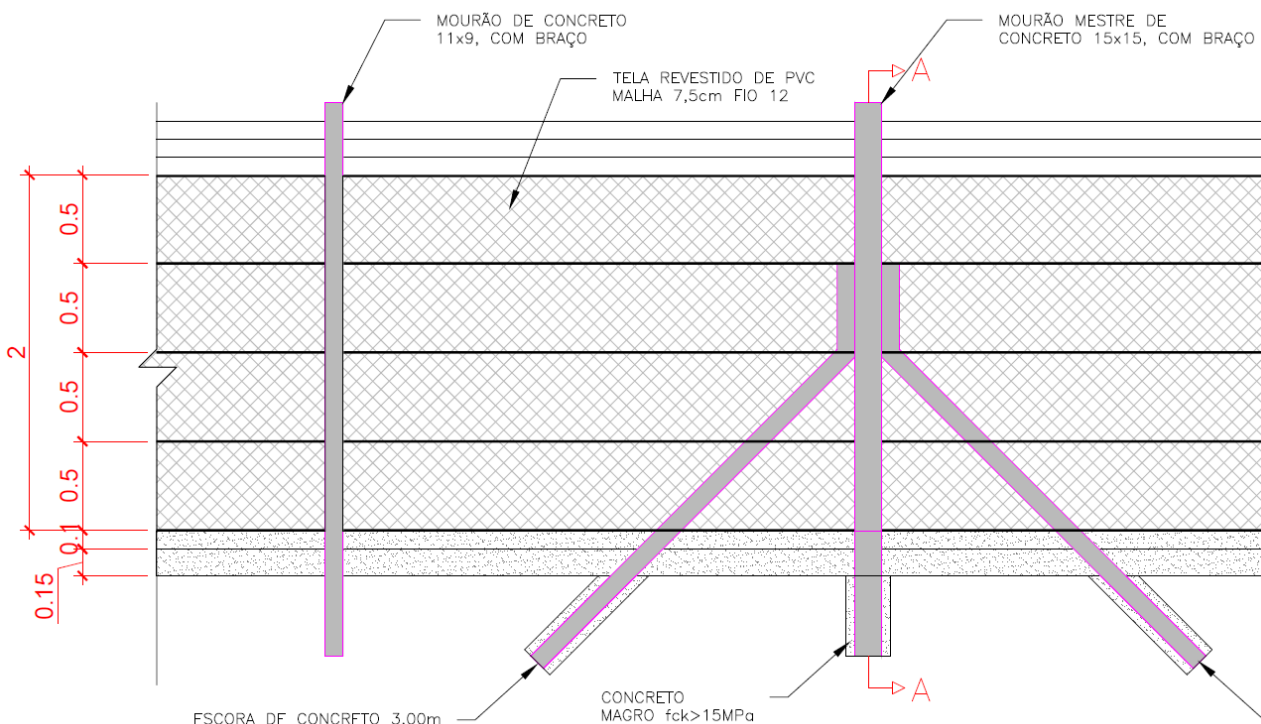 MOURÃO DE CONCRETO
11x9, COM BRAÇO
MOURÃO MESTRE DE
CONCRETO 15x15, COM BRAÇO
A
TELA REVESTIDO DE PVC
MALHA 7,5cm FIO 12
0.5
0.5
2
0.5
0.5
0.1
0.15
A
ESCORA DE CONCRETO 3,00m
CONCRETO
MAGRO fck>15MPa